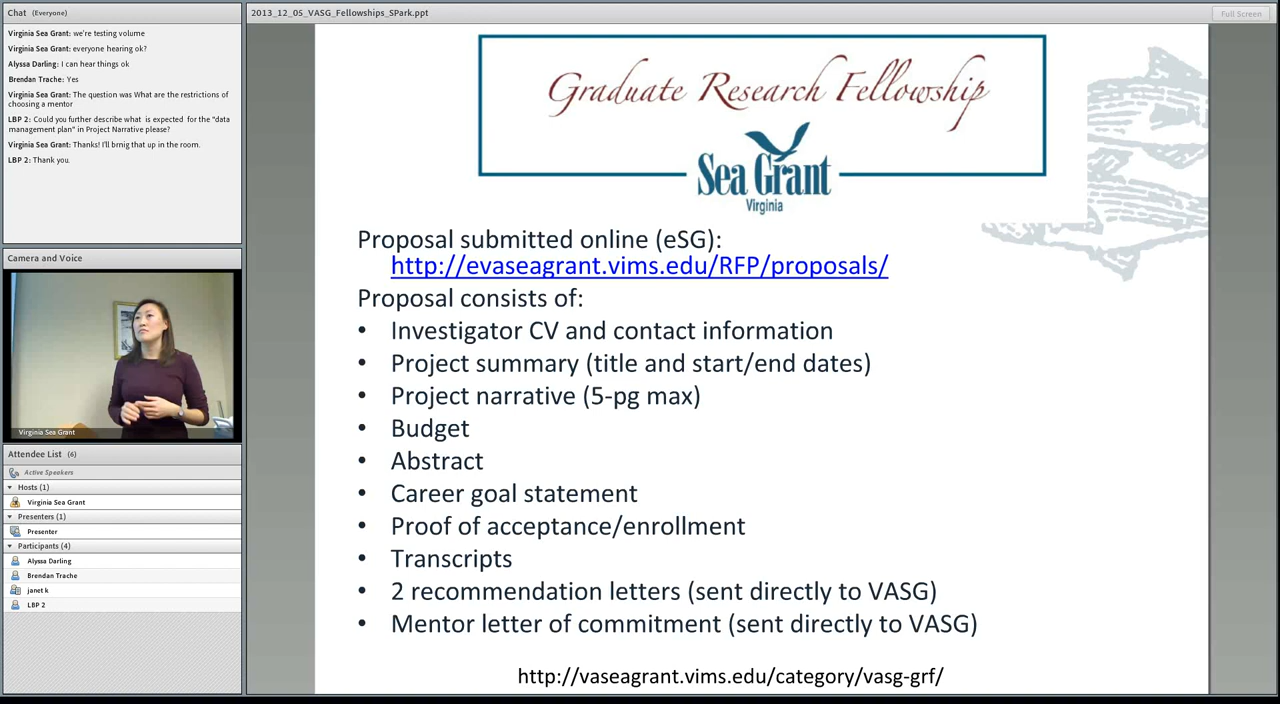 Chat (Everyone)
Virginia Sea Grant: we're testing volume
Virginia Sea Grant: everyone hearing ok?
Alyssa Darling: I can hear things ok
Brendan Trache: Yes
Virginia Sea Grant: The question was What are the restrictions of
choosing a mentor
LBP 2: Could you further describe what is expected for the "data
management plan" in Project Narrative please?
Virginia Sea Grant: Thanks! I'll brnig that up in the room.
LBP 2: Thank you.
Camera and Voice
Virginia Sea Grant
Attendee List (6)
Active Speakers
Hosts (1)
Virginia Sea Grant
Presenters (1)
Presenter
Participants (4)
Alyssa Darling
Brendan Trache
janet k
LBP 2
2013_12_05_VASG_Fellowships_SPark.ppt
Full Screen
Graduate Research Fellowship
Sea Grant
Virginia
Proposal submitted online (eSG):
http://evaseagrant.vims.edu/RFP/proposals/
Proposal consists of:
• Investigator CV and contact information
• Project summary (title and start/end dates)
• Project narrative (5-pg max)
• Budget
• Abstract
• Career goal statement
• Proof of acceptance/enrollment
• Transcripts
• 2 recommendation letters (sent directly to VASG)
• Mentor letter of commitment (sent directly to VASG)
http://vaseagrant.vims.edu/category/vasg-grf/